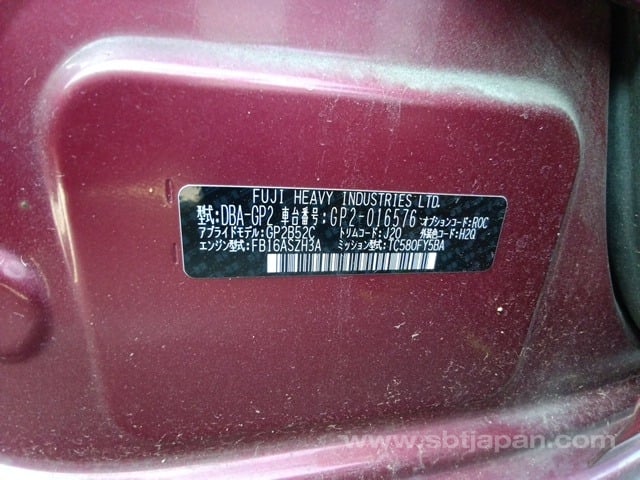 FUJI HEAVY INDUSTRIES LTD.
型式:DBA-GP2 車台番号:GP2-016576 オプションコード:ROC
アプライドモデル:GP2B52C トリムコード:J20 外装色コード:H2Q
エンジン型式:FB16ASZH3A ミッション型式:TC580FY5BA
www.sbtjapan.com